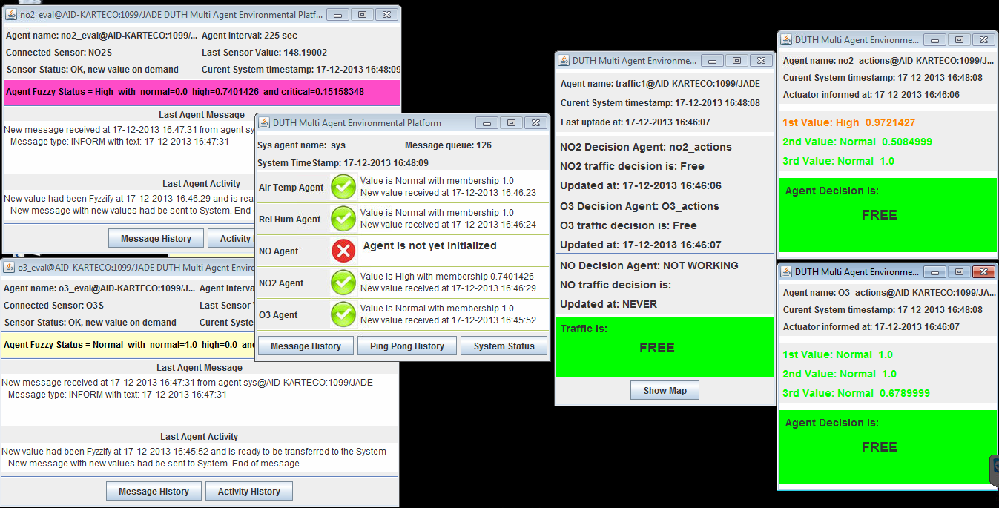 no2_eval@AID-KARTECO:1099/JADE DUTH Multi Agent Environmental Platf...
Agent name: no2_eval@AID-KARTECO:1099/... Agent Interval: 225 sec
Connected Sensor: NO2S Last Sensor Value: 148.19002
Sensor Status: OK, new value on demand Curent System timestamp: 17-12-2013 16:48:09
Agent Fuzzy Status = High with normal=0.0 high=0.7401426 and critical=0.15158348
Last Agent Message
New message received at 17-12-2013 16:47:31 from agent sy
Message type: INFORM with text: 17-12-2013 16:47:31
Last Agent Activity
New value had been Fyzzify at 17-12-2013 16:46:29 and is rea
New message with new values had be sent to System. End o
Message History Activity
o3_eval@AID-KARTECO:1099/JADE DUTH Multi Agent Enviro
Agent name: o3_eval@AID-KARTECO:1099/J... Agent Interva
Connected Sensor: O3S Last Sensor
Sensor Status: OK, new value on demand Curent Syste
Agent Fuzzy Status = Normal with normal=1.0 high=0.0 and
Last Agent Message
New message received at 17-12-2013 16:47:31 from agent sys@AID-KARTECO:1099/JADE
Message type: INFORM with text: 17-12-2013 16:47:31
Last Agent Activity
New value had been Fyzzify at 17-12-2013 16:45:52 and is ready to be transferred to the System
New message with new values had be sent to System. End of message.
Message History Activity History
DUTH Multi Agent Environmental Platform
Sys agent name: sys Message queue: 126
System TimeStamp: 17-12-2013 16:48:09
Air Temp Agent
Value is Normal with membership 1.0
New value received at 17-12-2013 16:46:23
Rel Hum Agent
Value is Normal with membership 1.0
New value received at 17-12-2013 16:46:24
NO Agent
Agent is not yet initialized
NO2 Agent
Value is High with membership 0.7401426
New value received at 17-12-2013 16:46:29
O3 Agent
Value is Normal with membership 1.0
New value received at 17-12-2013 16:45:52
Message History Ping Pong History System Status
DUTH Multi Agent Environme...
Agent name: traffic1@AID-KARTECO:1099/JADE
Curent System timestamp: 17-12-2013 16:48:08
Last uptade at: 17-12-2013 16:46:07
NO2 Decision Agent: no2_actions
NO2 traffic decision is: Free
Updated at: 17-12-2013 16:46:06
O3 Decision Agent: O3_actions
O3 traffic decision is: Free
Updated at: 17-12-2013 16:46:07
NO Decision Agent: NOT WORKING
NO traffic decision is:
Updated at: NEVER
Traffic is:
FREE
Show Map
DUTH Multi Agent Environme...
Agent name: no2_actions@AID-KARTECO:1099/J...
Curent System timestamp: 17-12-2013 16:48:08
Actuator informed at: 17-12-2013 16:46:06
1st Value: High 0.9721427
2nd Value: Normal 0.5084999
3rd Value: Normal 1.0
Agent Decision is:
FREE
DUTH Multi Agent Environme...
Agent name: O3_actions@AID-KARTECO:1099/JA...
Curent System timestamp: 17-12-2013 16:48:08
Actuator informed at: 17-12-2013 16:46:07
1st Value: Normal 1.0
2nd Value: Normal 1.0
3rd Value: Normal 0.6789999
Agent Decision is:
FREE